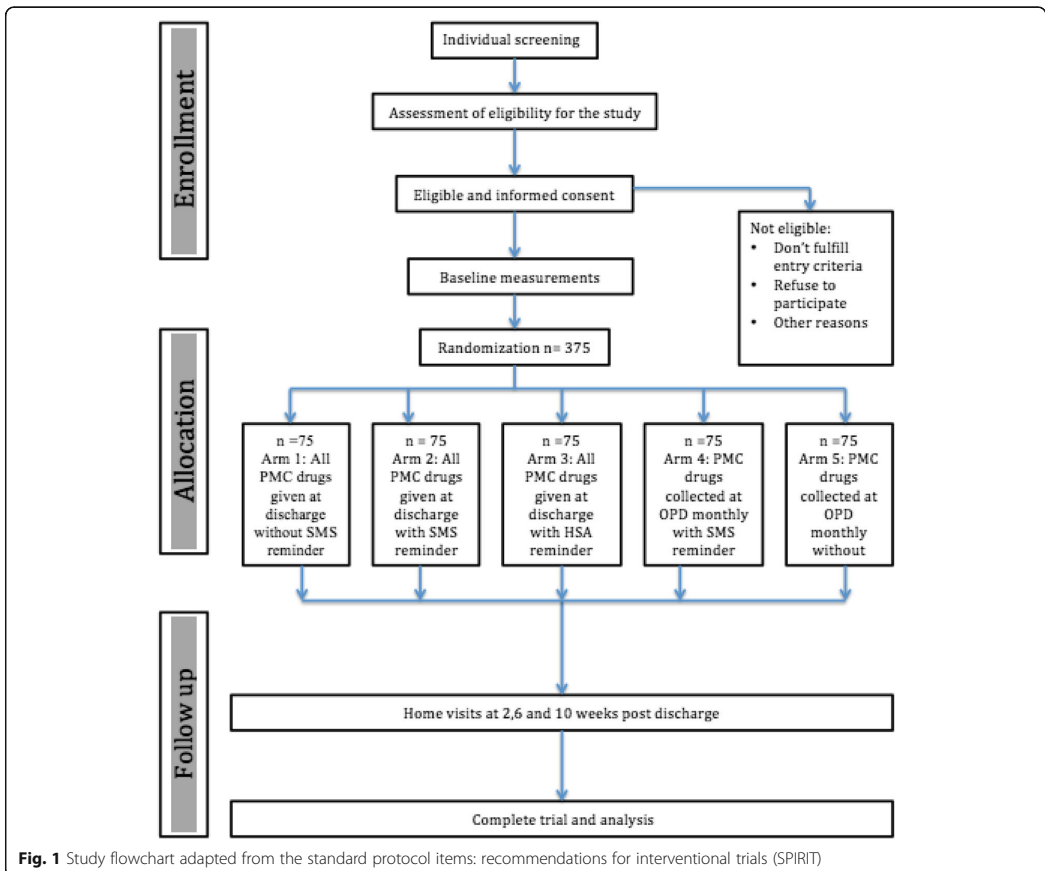 Enrollment
Individual screening
Assessment of eligibility for the study
Eligible and informed consent
Not eligible:
• Don't fulfill
entry criteria
• Refuse to
participate
• Other reasons
Baseline measurements
Allocation
Randomization n= 375
n =75
Arm 1: All
PMC drugs
given at
discharge
without SMS
reminder
n = 75
Arm 2: All
PMC drugs
given at
discharge
with SMS
reminder
n =75
Arm 3: All
PMC drugs
given at
discharge
with HSA
reminder
n =75
Arm 4: PMC
drugs
collected at
OPD monthly
with SMS
reminder
n =75
Arm 5: PMC
drugs
collected at
OPD
monthly
without
Follow up
Home visits at 2,6 and 10 weeks post discharge
Complete trial and analysis
Fig. 1 Study flowchart adapted from the standard protocol items: recommendations for interventional trials (SPIRIT)